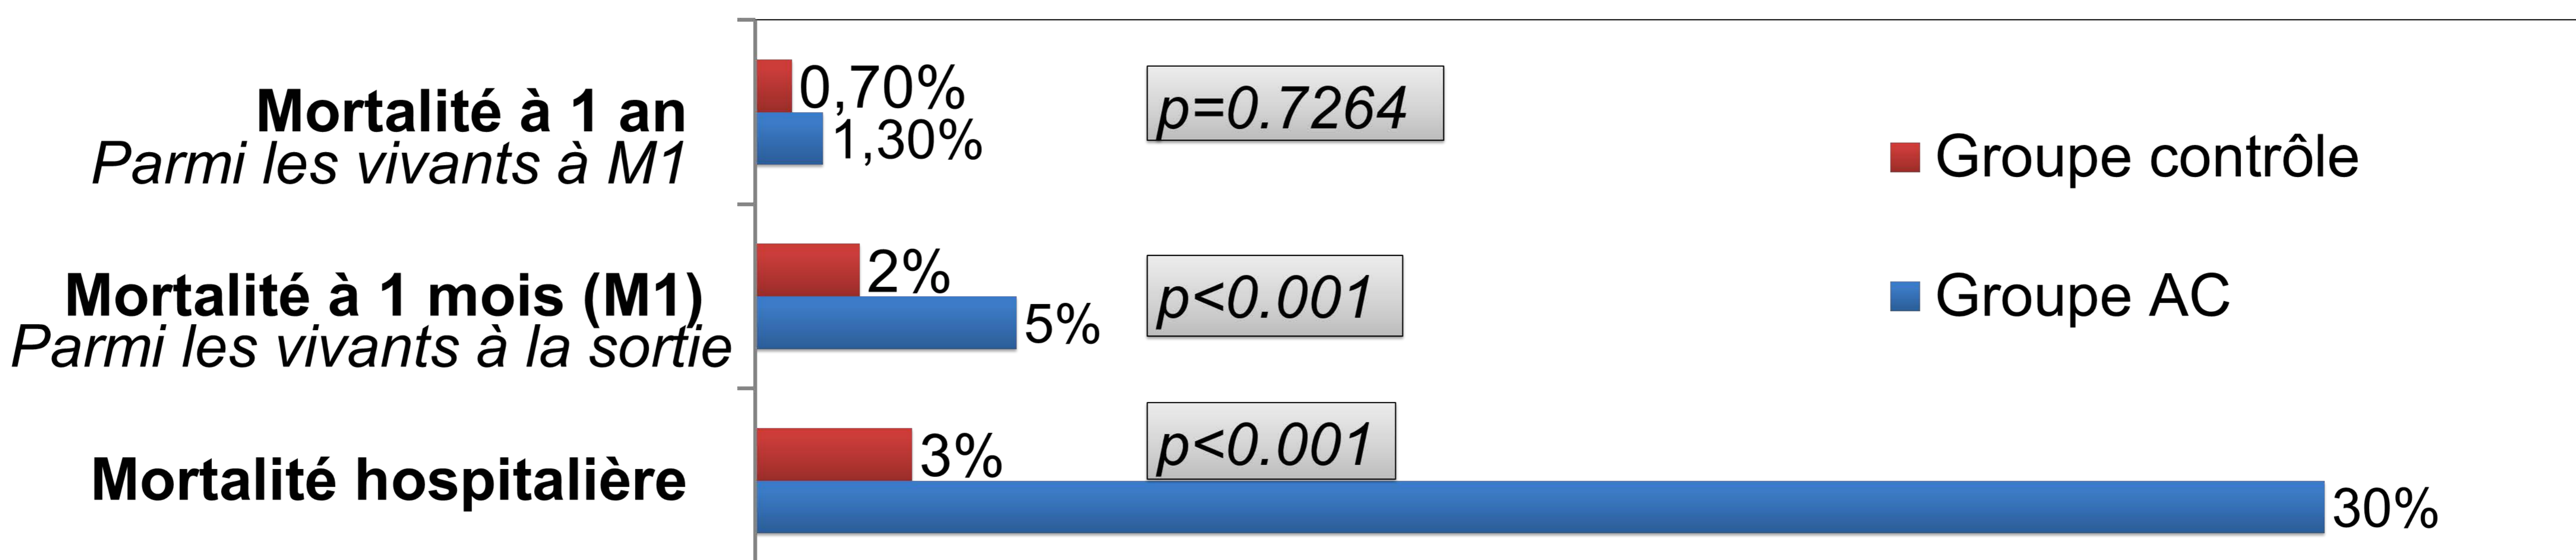 Mortalité à 1 an
Parmi les vivants à M1
0,70%
1,30%
p=0.7264
Mortalité à 1 mois (M1)
Parmi les vivants à la sortie
2%
5%
p<0.001
Mortalité hospitalière
3%
30%
p<0.001
Groupe contrôle
Groupe AC